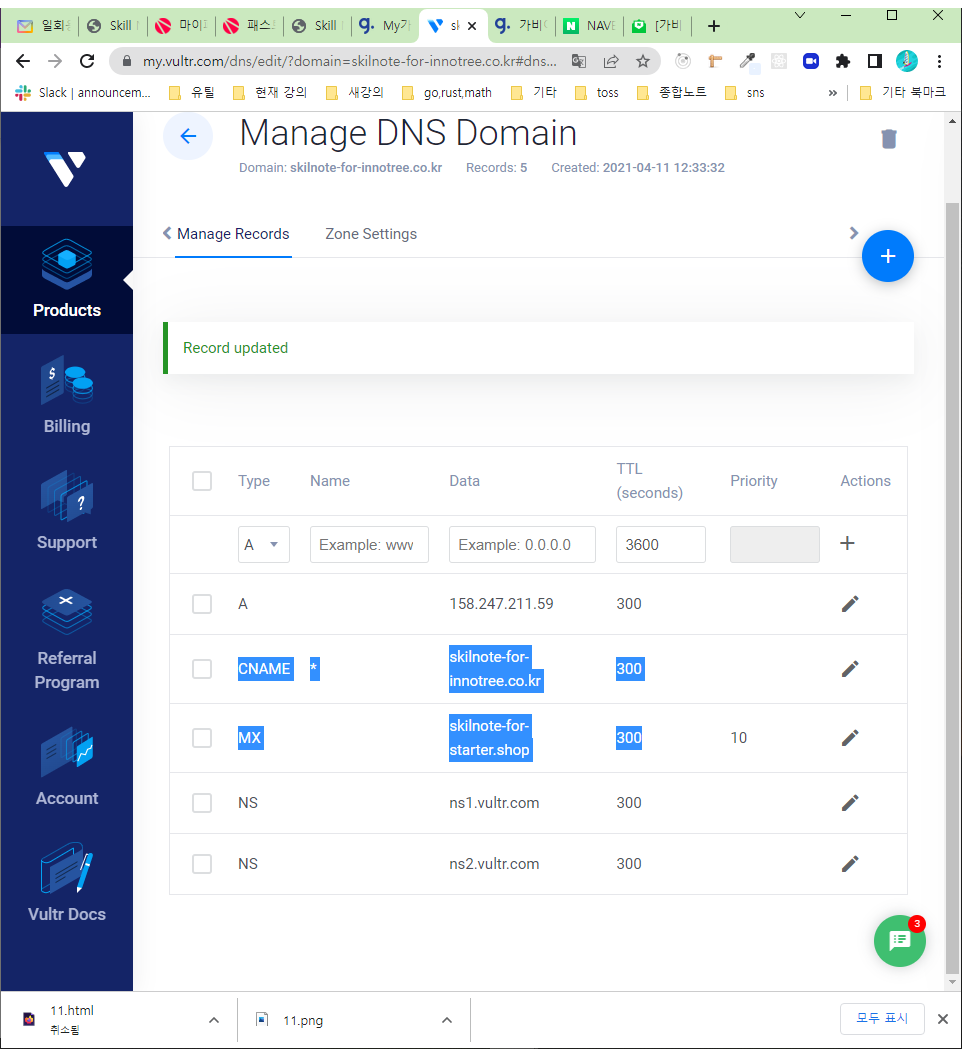 일회
Skill
마이
패스
Skill
My가
sk
가비
NAVE
[가비
my.vultr.com/dns/edit/?domain=skilnote-for-innotree.co.kr#dns...
Slack | announcem...
유틸
현재 강의
새강의
go,rust,math
기타
toss
종합노트
sns
»
기타 북마크
Manage DNS Domain
Domain: skilnote-for-innotree.co.kr Records: 5 Created: 2021-04-11 12:33:32
Manage Records Zone Settings
Products
Billing
Support
Referral
Program
Account
Vultr Docs
Record updated
Type Name Data TTL
(seconds) Priority Actions
A Example: www Example: 0.0.0.0 3600
A 158.247.211.59 300
CNAME * skilnote-for-
innotree.co.kr 300
MX skilnote-for-
starter.shop 300 10
NS ns1.vultr.com 300
NS ns2.vultr.com 300
3
11.html
취소됨
11.png
모두 표시